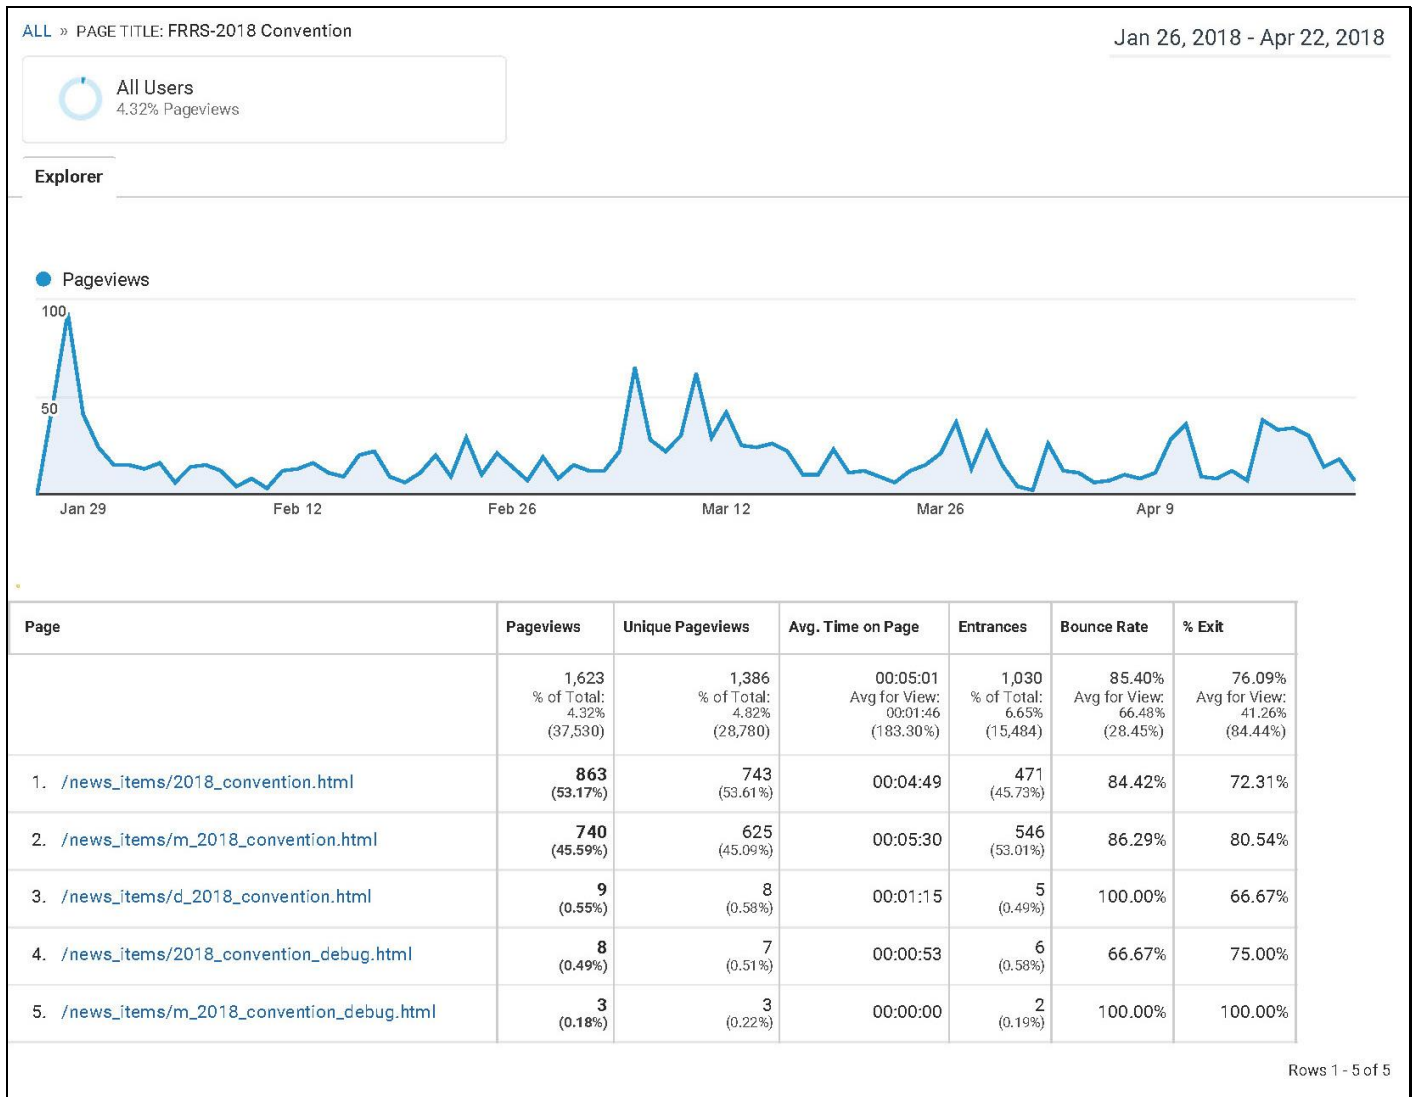 ALL » PAGE TITLE: FRRS-2018 Convention
Jan 26, 2018 - Apr 22, 2018
All Users
4.32% Pageviews
Explorer
Pageviews
100
50
Jan 29 Feb 12 Feb 26 Mar 12 Mar 26 Apr 9
Page Pageviews Unique Pageviews Avg. Time on Page Entrances Bounce Rate % Exit
1,623 1,386 00:05:01 1,030 85.40% 76.09%
% of Total: % of Total: Avg for View: % of Total: Avg for View: Avg for View:
4.32% 4.82% 00:01:46 6.65% 66.48% 41.26%
(37,530) (28,780) (183.30%) (15,484) (28.45%) (84.44%)
1. /news_items/2018_convention.html 863 743 00:04:49 471 84.42% 72.31%
(53.17%) (53.61%) (45.73%)
2. /news_items/m_2018_convention.html 740 625 00:05:30 546 86.29% 80.54%
(45.59%) (45.09%) (53.01%)
3. /news_items/d_2018_convention.html 9 8 00:01:15 5 100.00% 66.67%
(0.55%) (0.58%) (0.49%)
4. /news_items/2018_convention_debug.html 8 7 00:00:53 6 66.67% 75.00%
(0.49%) (0.51%) (0.58%)
5. /news_items/m_2018_convention_debug.html 3 3 00:00:00 2 100.00% 100.00%
(0.18%) (0.22%) (0.19%)
Rows 1 - 5 of 5